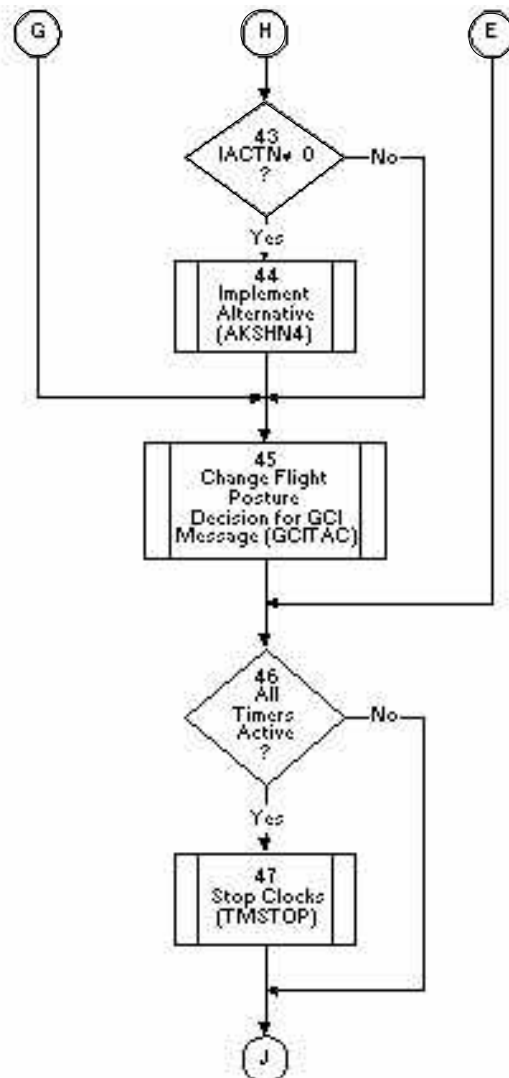 G
H
E
43
IACTN≠ 0
?
No
Yes
44
Implement
Alternative
(AKSHN4)
45
Change Flight
Posture
Decision for GCI
Message (GCITAC)
46
All
Timers
Active
?
No
Yes
47
Stop Clocks
(TMSTOP)
J